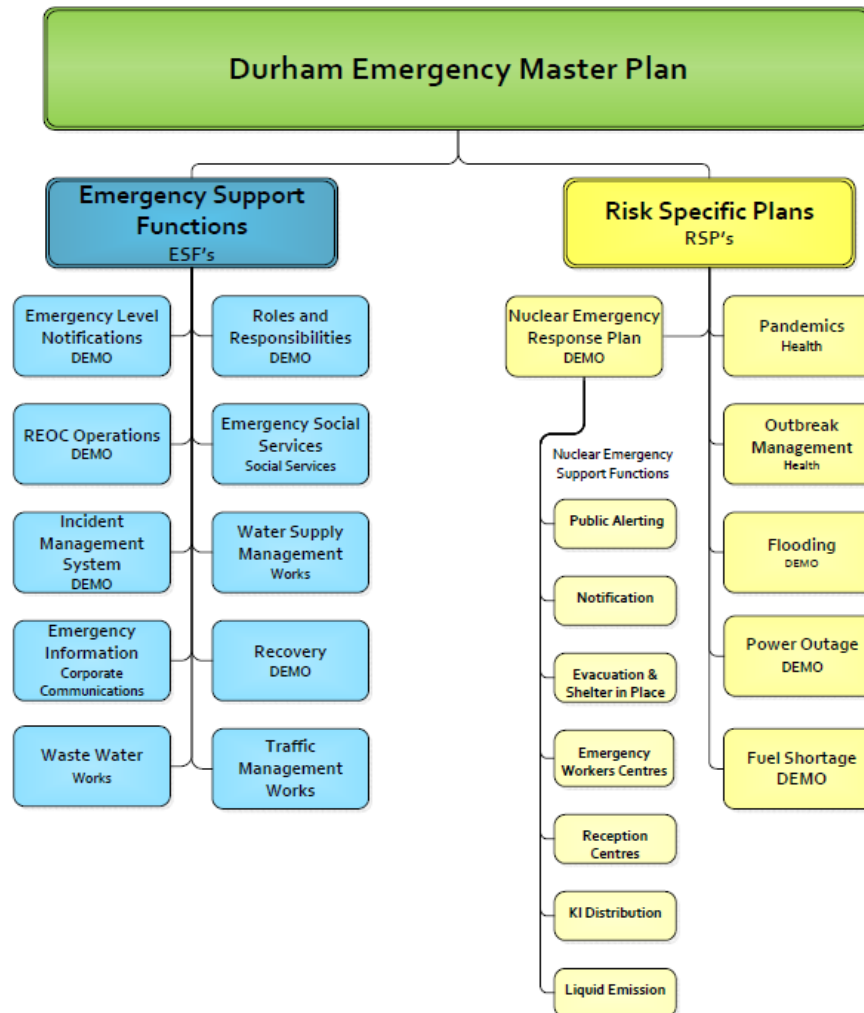 Durham Emergency Master Plan
Emergency Support
Functions
ESF's
Risk Specific Plans
RSP's
Emergency Level
Notifications
DEMO
Roles and
Responsibilities
DEMO
REOC Operations
DEMO
Emergency Social
Services
Social Services
Incident
Management
System
DEMO
Water Supply
Management
Works
Emergency
Information
Corporate
Communications
Recovery
DEMO
Waste Water
Works
Traffic
Management
Works
Nuclear Emergency
Response Plan
DEMO
Nuclear Emergency
Support Functions
Public Alerting
Notification
Evacuation &
Shelter in Place
Emergency
Workers Centres
Reception
Centres
KI Distribution
Liquid Emission
Pandemics
Health
Outbreak
Management
Health
Flooding
DEMO
Power Outage
DEMO
Fuel Shortage
DEMO